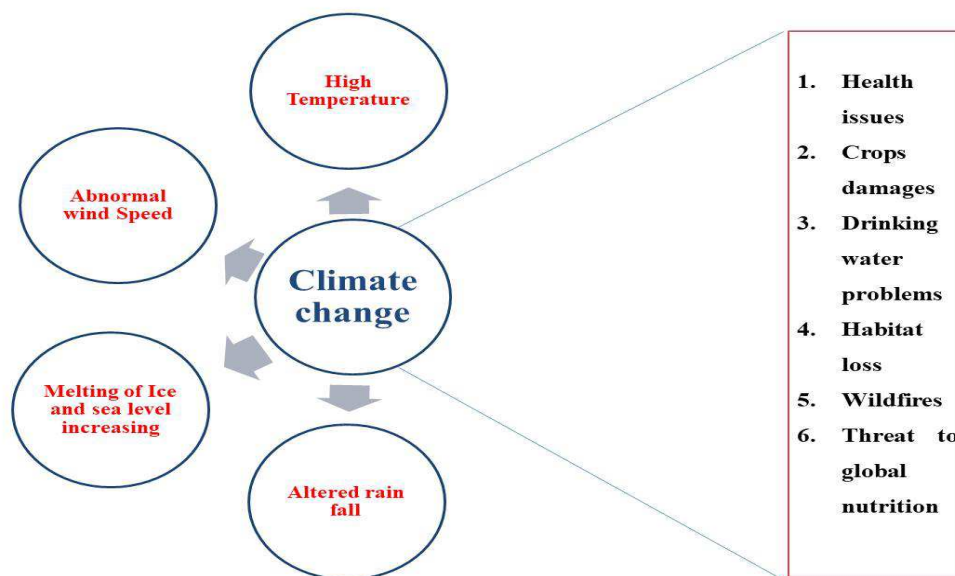 High
Temperature
Abnormal
wind Speed
Climate
change
Melting of Ice
and sea level
increasing
Altered rain
fall
1. Health
issues
2. Crops
damages
3. Drinking
water
problems
4. Habitat
loss
5. Wildfires
6. Threat to
global
nutrition